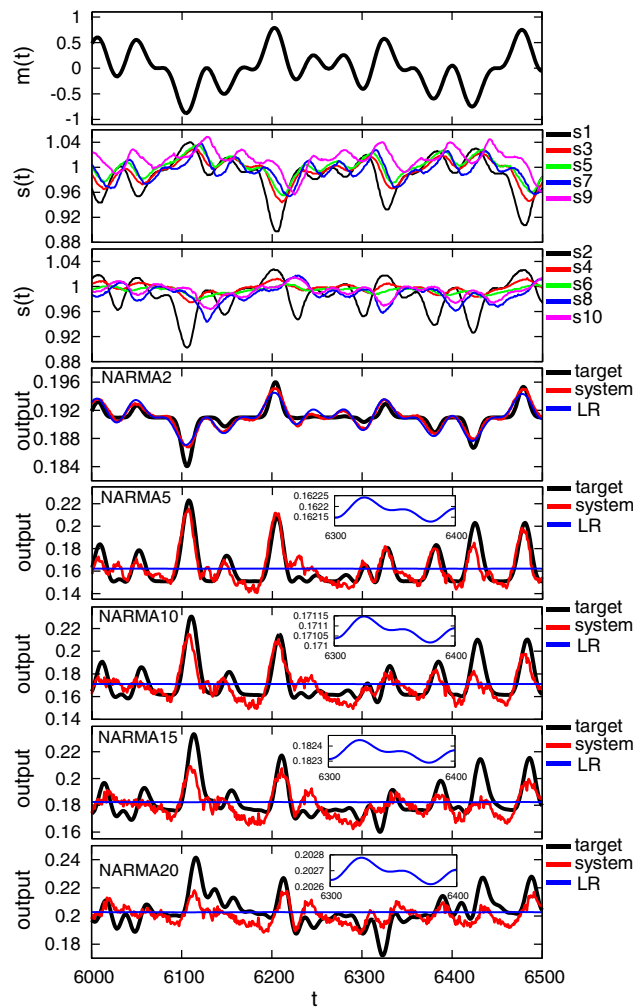 1
0.5
0
-0.5
-1
m(t)
1.04
1
0.96
0.92
0.88
s(t)
s1
s3
s5
s7
s9
1.04
1
0.96
0.92
0.88
s(t)
s2
s4
s6
s8
s10
0.196
0.192
0.188
0.184
output
NARMA2
target
system
LR
0.22
0.2
0.18
0.16
0.14
output
NARMA5
0.16225
0.1622
0.16215
6300
6400
target
system
LR
0.22
0.2
0.18
0.16
0.14
output
NARMA10
0.17115
0.1711
0.17105
0.171
6300
6400
target
system
LR
0.22
0.2
0.18
0.16
output
NARMA15
0.1824
0.1823
6300
6400
target
system
LR
0.24
0.22
0.2
0.18
output
NARMA20
0.2028
0.2027
0.2026
6300
6400
target
system
LR
6000
6100
6200
6300
6400
6500
t